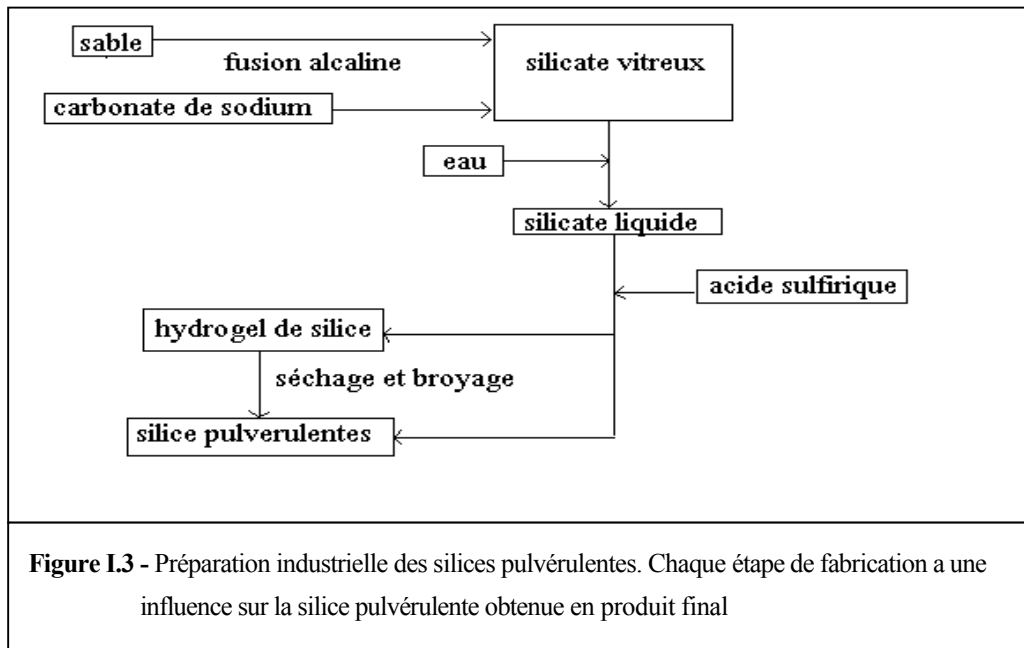 sable
fusion alcaline
silicate vitreux
carbonate de sodium
eau
silicate liquide
acide sulfirique
hydrogel de silice
séchage et broyage
silice pulverulentes
Figure I.3 - Préparation industrielle des silices pulvérulentes. Chaque étape de fabrication a une
influence sur la silice pulvérulente obtenue en produit final